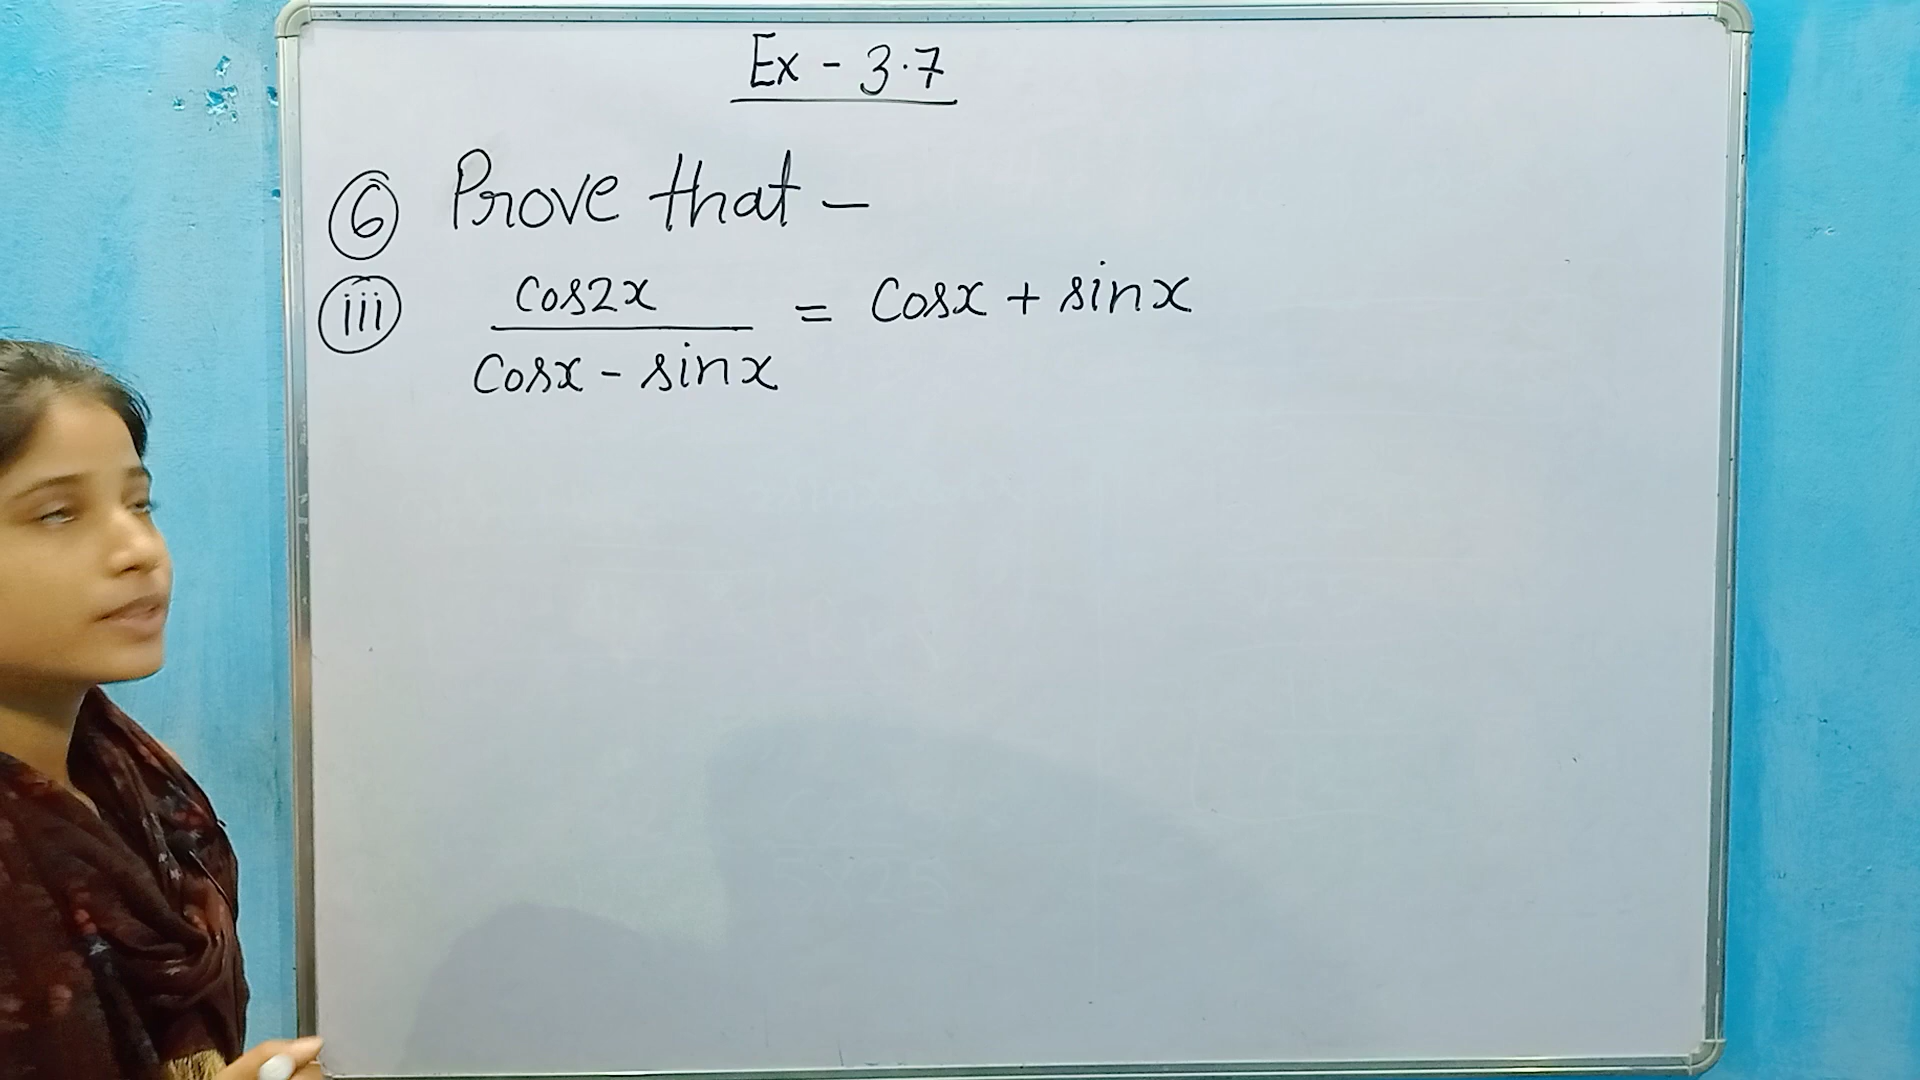 Ex - 3.7
6 Prove that -
iii cos2x / cosx - sinx = cosx + sinx